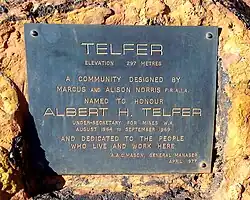 TELFER
ELEVATION 297 METRES
A COMMUNITY DESIGNED BY
MARCUS AND ALISON NORRIS F.R.A.I.A.
NAMED TO HONOUR
ALBERT H. TELFER
UNDER-SECRETARY FOR MINES W.A.
AUGUST 1964 TO SEPTEMBER 1969
AND DEDICATED TO THE PEOPLE
WHO LIVE AND WORK HERE
GENERAL MANAGER
APRIL